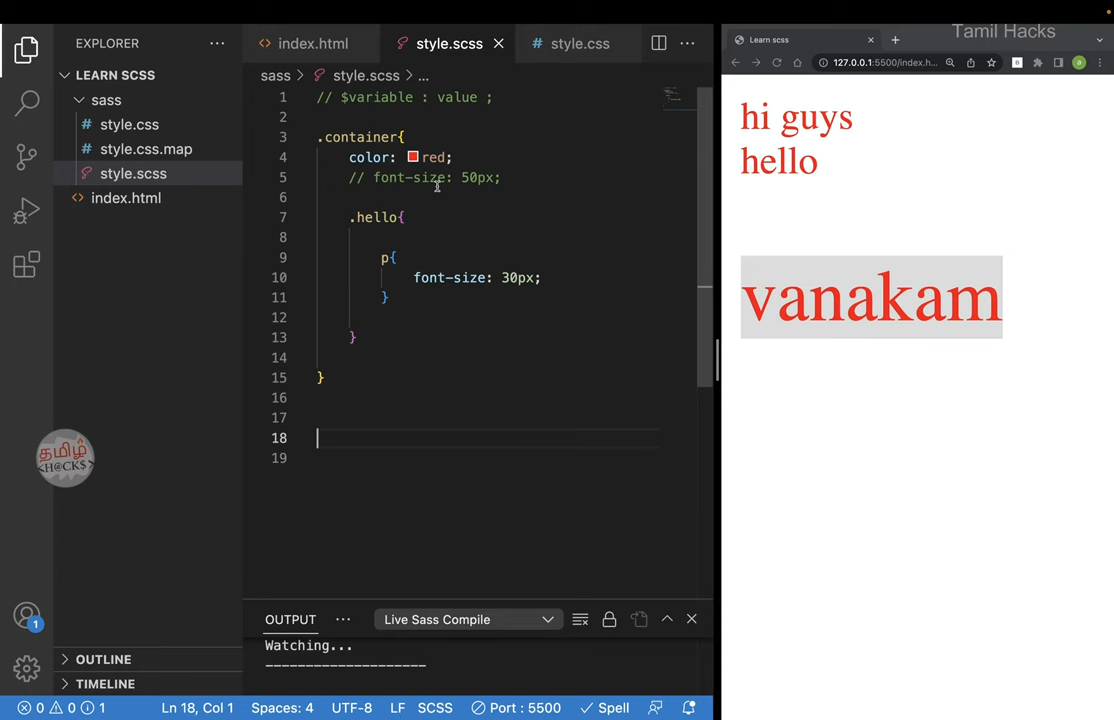 Tamil Hacks
EXPLORER
LEARN SCSS
sass
style.css
style.css.map
style.scss
index.html
தமிழ்
<H@CK$>
1
OUTLINE
TIMELINE
index.html
style.scss
style.css
sass > style.scss > ...
1 // $variable : value ;
2
3 .container{
4 color: red;
5 // font-size: 50px;
6
7 .hello{
8
9 p{
10 font-size: 30px;
11 }
12
13 }
14
15 }
16
17
18
19
OUTPUT
Live Sass Compile
Watching...
--------------------
0 0 1
Ln 18, Col 1
Spaces: 4
UTF-8
LF
SCSS
Port : 5500
Spell
Learn scss
127.0.0.1:5500/index.h...
B
a
hi guys
hello
vanakam